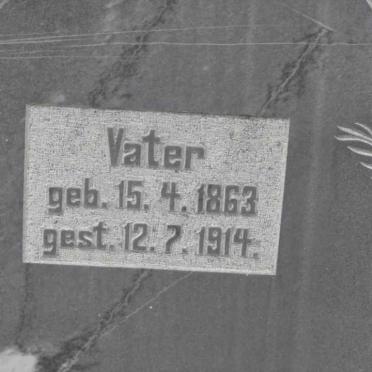 Vater
geb. 15. 4. 1863
gest. 12. 7. 1914.